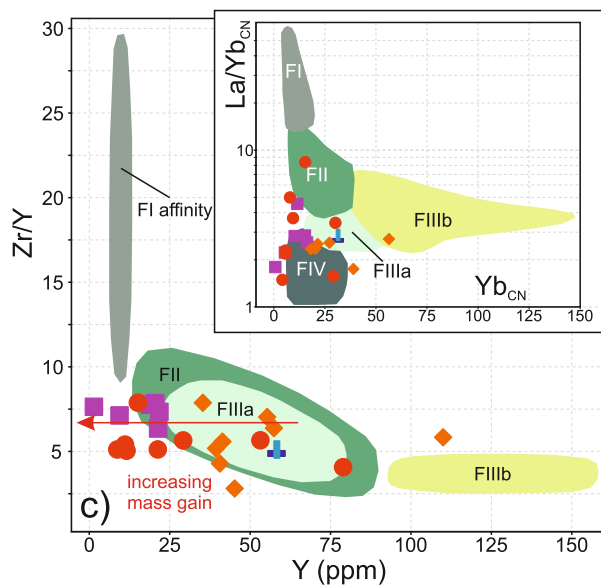 30
25
20
15
10
5
Zr/Y
FI affinity
FII
FIIIa
FIIIb
increasing
mass gain
c)
0
25
50
75
100
125
150
Y (ppm)
La/YbCN
10
1
FI
FII
FIIIb
FIIIa
FIV
YbCN
0
25
50
75
100
125
150